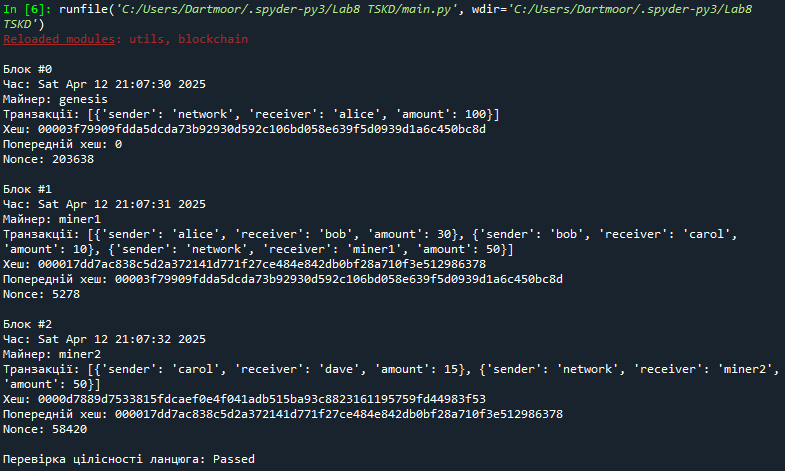 In [6]: runfile('C:/Users/Dartmoor/.spyder-py3/Lab8 TSKD/main.py', wdir='C:/Users/Dartmoor/.spyder-py3/Lab8
TSKD')
Reloaded modules: utils, blockchain
Блок #0
Час: Sat Apr 12 21:07:30 2025
Майнер: genesis
Транзакції: [{'sender': 'network', 'receiver': 'alice', 'amount': 100}]
Хеш: 00003f79909fdda5dcda73b92930d592c106bd058e639f5d0939d1a6c450bc8d
Попередній хеш: 0
Nonce: 203638
Блок #1
Час: Sat Apr 12 21:07:31 2025
Майнер: miner1
Транзакції: [{'sender': 'alice', 'receiver': 'bob', 'amount': 30}, {'sender': 'bob', 'receiver': 'carol',
'amount': 10}, {'sender': 'network', 'receiver': 'miner1', 'amount': 50}]
Хеш: 000017dd7ac838c5d2a372141d771f27ce484e842db0bf28a710f3e512986378
Попередній хеш: 00003f79909fdda5dcda73b92930d592c106bd058e639f5d0939d1a6c450bc8d
Nonce: 5278
Блок #2
Час: Sat Apr 12 21:07:32 2025
Майнер: miner2
Транзакції: [{'sender': 'carol', 'receiver': 'dave', 'amount': 15}, {'sender': 'network', 'receiver': 'miner2',
'amount': 50}]
Хеш: 0000d7889d7533815fdcaef0e4f041adb515ba93c8823161195759fd44983f53
Попередній хеш: 000017dd7ac838c5d2a372141d771f27ce484e842db0bf28a710f3e512986378
Nonce: 58420
Перевірка цілісності ланцюга: Passed